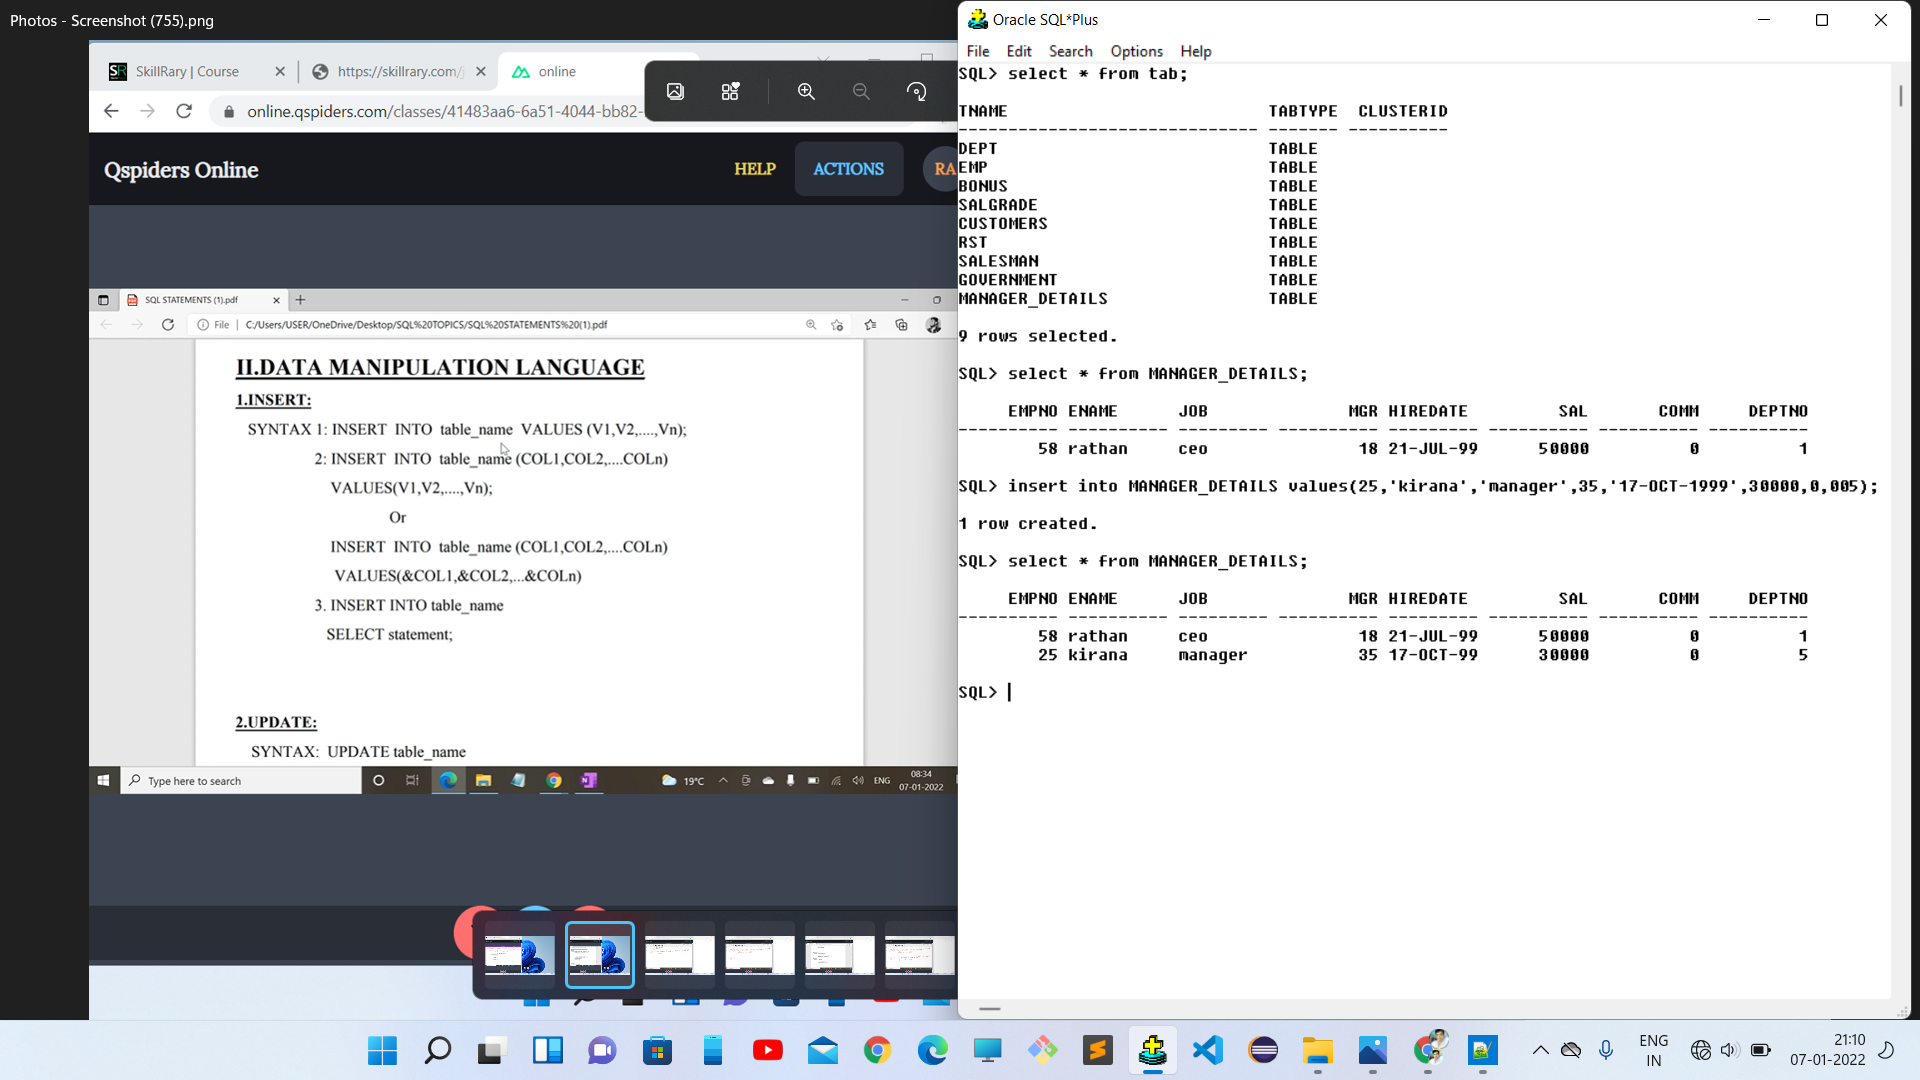 Photos - Screenshot (755).png
SkillRary | Course
https://skillrary.com/
online
online.qspiders.com/classes/41483aa6-6a51-4044-bb82-
Qspiders Online
HELP
ACTIONS
RA
SQL STATEMENTS (1).pdf
File | C:/Users/USER/OneDrive/Desktop/SQL%20TOPICS/SQL%20STATEMENTS%20(1).pdf
II.DATA MANIPULATION LANGUAGE
1.INSERT:
SYNTAX 1: INSERT INTO table_name VALUES (V1,V2,....,Vn);
2: INSERT INTO table_name (COL1,COL2,....COLn)
VALUES(V1,V2,....,Vn);
Or
INSERT INTO table_name (COL1,COL2,....COLn)
VALUES(&COL1,&COL2,...&COLn)
3. INSERT INTO table_name
SELECT statement;
2.UPDATE:
SYNTAX: UPDATE table_name
Type here to search
19°C
ENG
08:34
07-01-2022
Oracle SQL*Plus
File Edit Search Options Help
SQL> select * from tab;
TNAME                          TABTYPE  CLUSTERID
------------------------------ ------- ----------
DEPT                           TABLE
EMP                            TABLE
BONUS                          TABLE
SALGRADE                       TABLE
CUSTOMERS                      TABLE
RST                            TABLE
SALESMAN                       TABLE
GOVERNMENT                     TABLE
MANAGER_DETAILS                TABLE
9 rows selected.
SQL> select * from MANAGER_DETAILS;
     EMPNO ENAME      JOB              MGR HIREDATE         SAL       COMM     DEPTNO
---------- ---------- --------- ---------- --------- ---------- ---------- ----------
        58 rathan     ceo               18 21-JUL-99      50000          0          1
SQL> insert into MANAGER_DETAILS values(25,'kirana','manager',35,'17-OCT-1999',30000,0,005);
1 row created.
SQL> select * from MANAGER_DETAILS;
     EMPNO ENAME      JOB              MGR HIREDATE         SAL       COMM     DEPTNO
---------- ---------- --------- ---------- --------- ---------- ---------- ----------
        58 rathan     ceo               18 21-JUL-99      50000          0          1
        25 kirana     manager           35 17-OCT-99      30000          0          5
SQL>
ENG
IN
21:10
07-01-2022